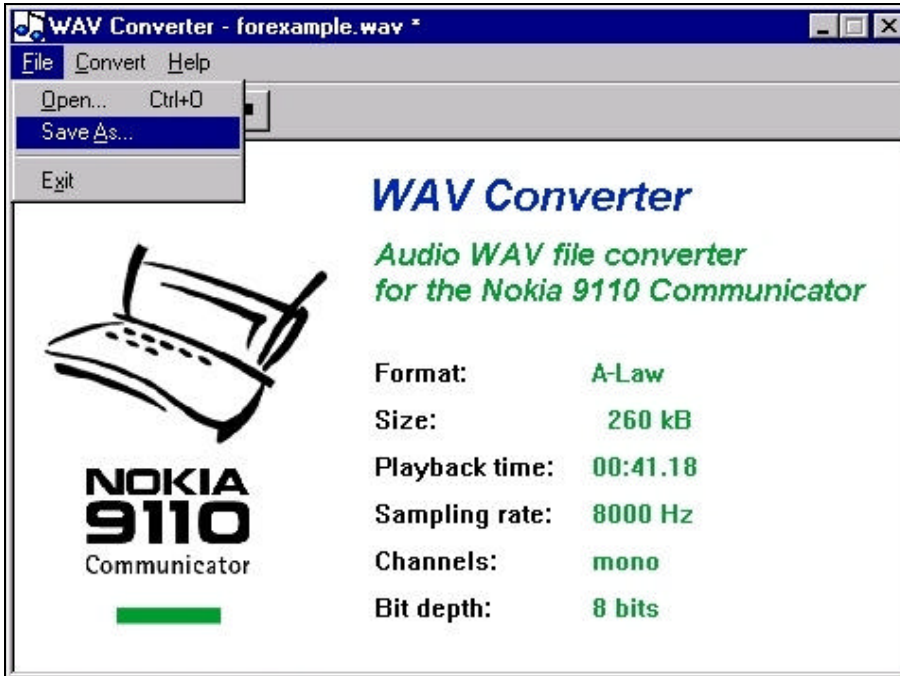 WAV Converter - forexample.wav *
File Convert Help
Open... Ctrl+O
Save As...
Exit
WAV Converter
Audio WAV file converter
for the Nokia 9110 Communicator
Format: A-Law
Size: 260 kB
Playback time: 00:41.18
Sampling rate: 8000 Hz
Channels: mono
Bit depth: 8 bits
NOKIA
9110
Communicator